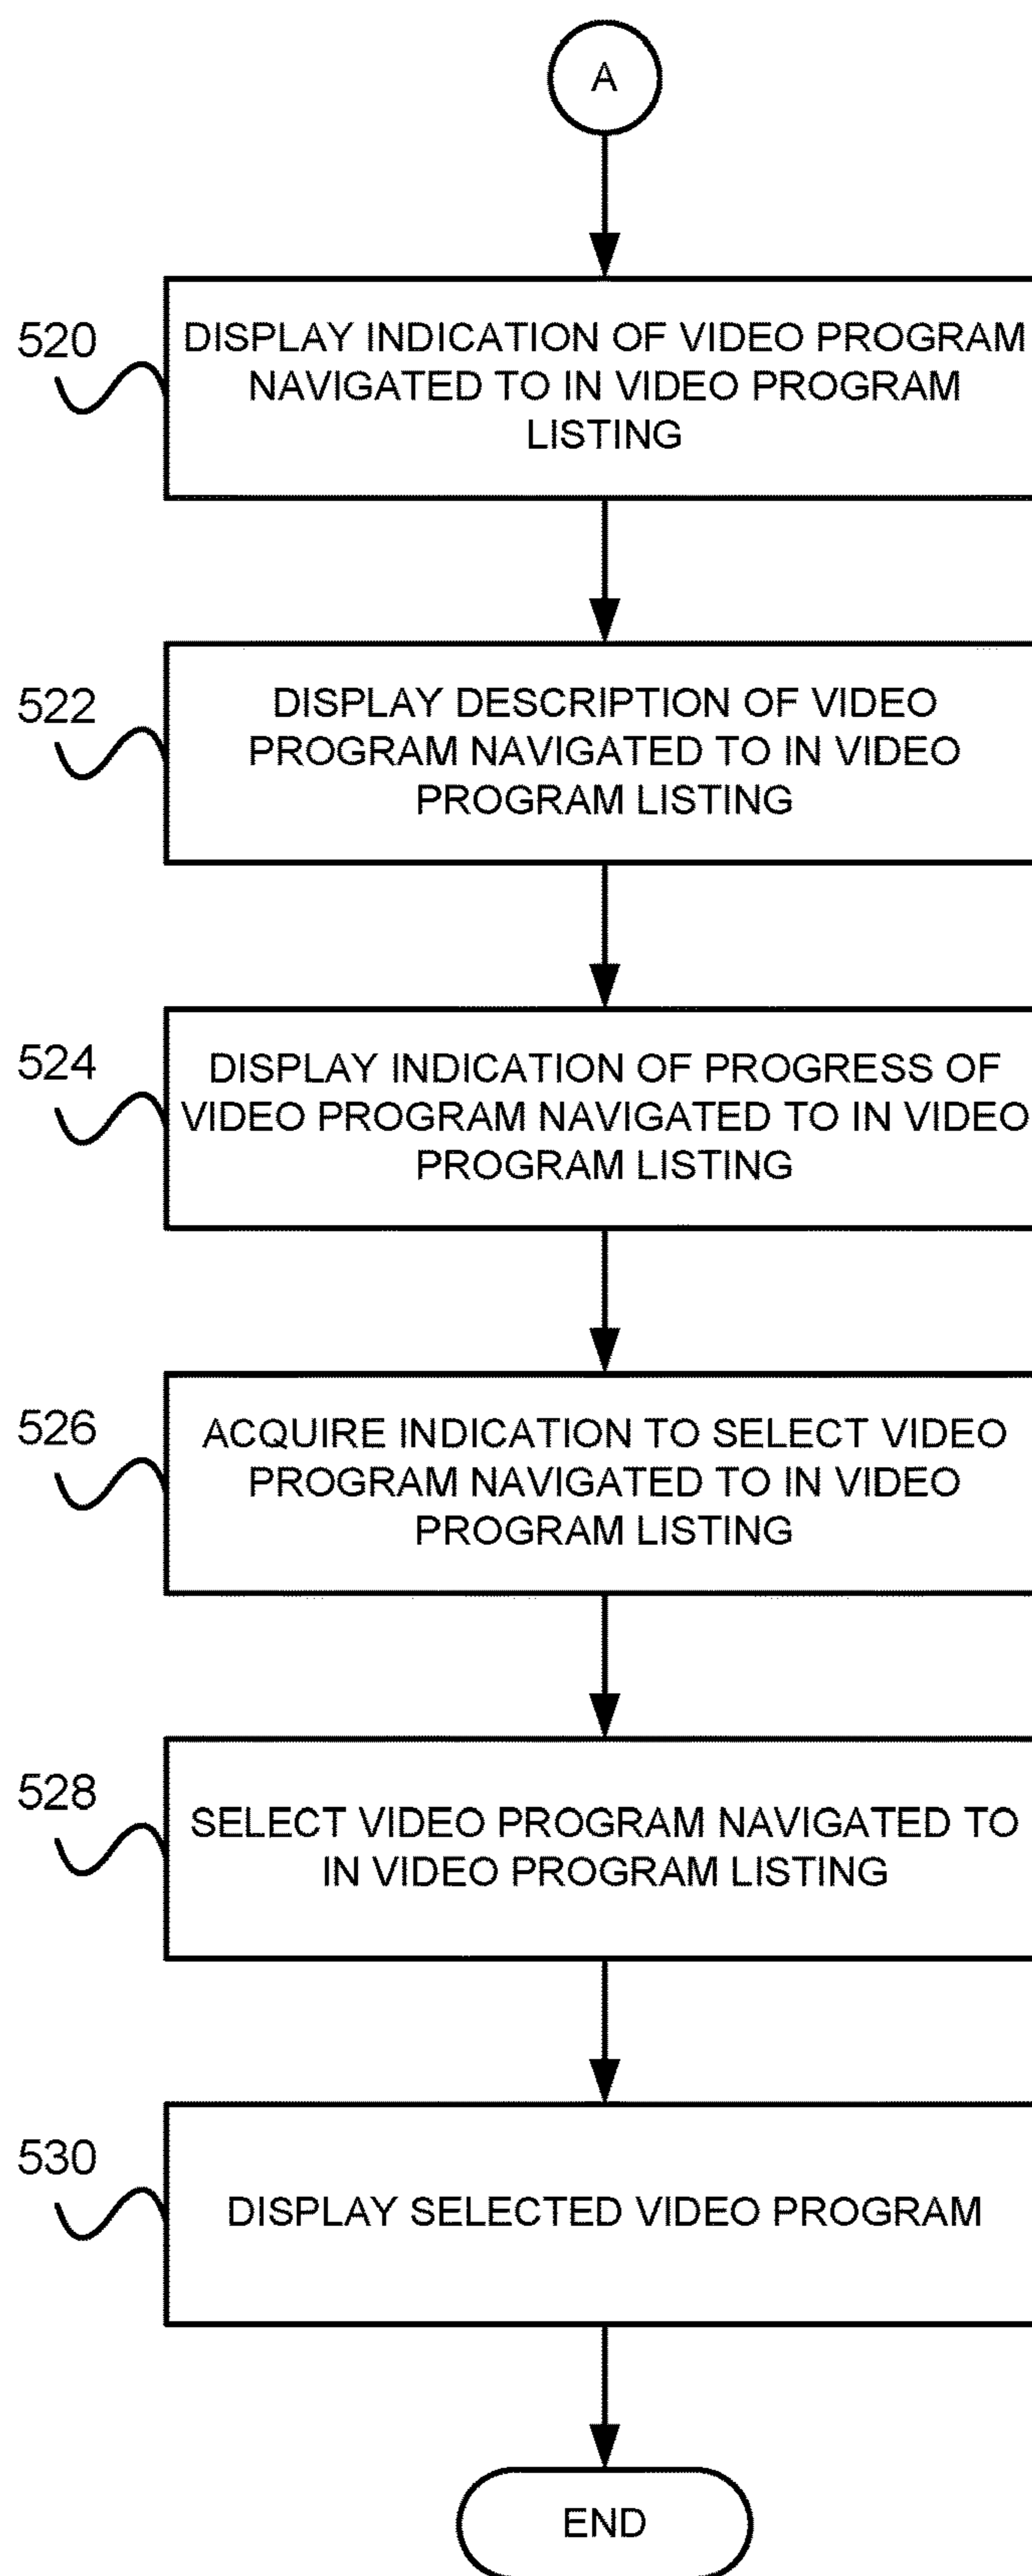 A
520
DISPLAY INDICATION OF VIDEO PROGRAM
NAVIGATED TO IN VIDEO PROGRAM
LISTING
522
DISPLAY DESCRIPTION OF VIDEO
PROGRAM NAVIGATED TO IN VIDEO
PROGRAM LISTING
524
DISPLAY INDICATION OF PROGRESS OF
VIDEO PROGRAM NAVIGATED TO IN VIDEO
PROGRAM LISTING
526
ACQUIRE INDICATION TO SELECT VIDEO
PROGRAM NAVIGATED TO IN VIDEO
PROGRAM LISTING
528
SELECT VIDEO PROGRAM NAVIGATED TO
IN VIDEO PROGRAM LISTING
530
DISPLAY SELECTED VIDEO PROGRAM
END